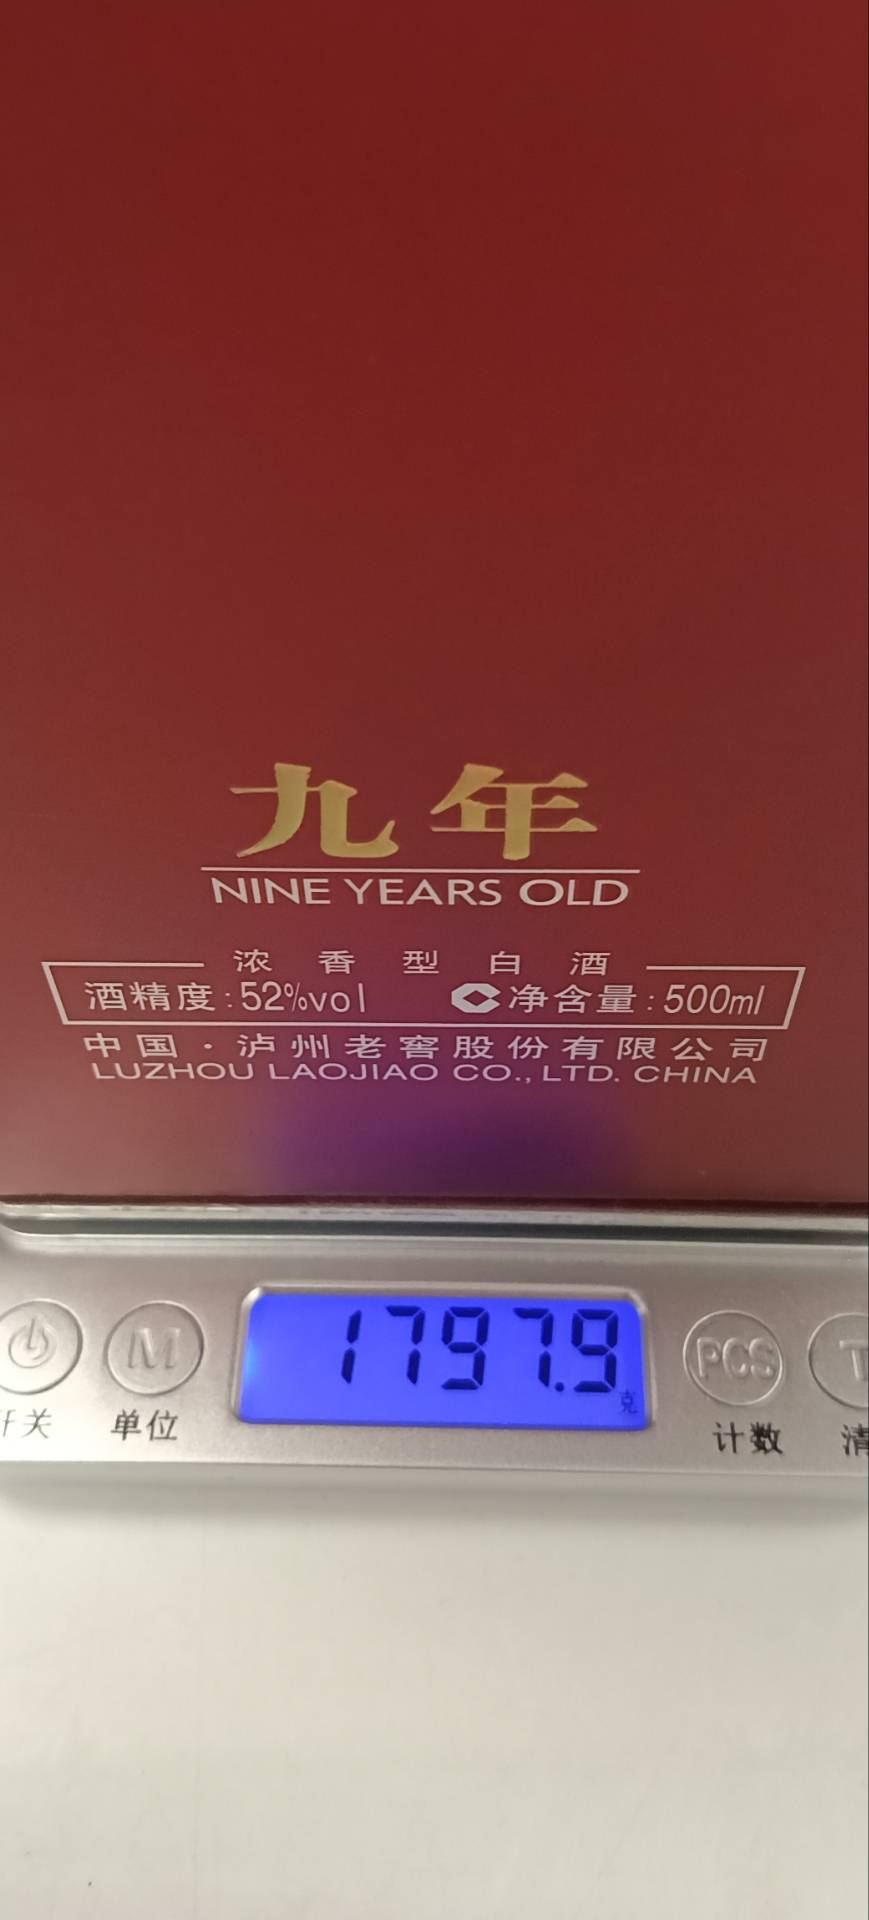 九年
NINE YEARS OLD
浓香型白酒
酒精度:52%vol 净含量:500ml
中国·泸州老窖股份有限公司
LUZHOU LAOJIAO CO., LTD. CHINA
1797.9
克
M PCS T
开关 单位 计数 清